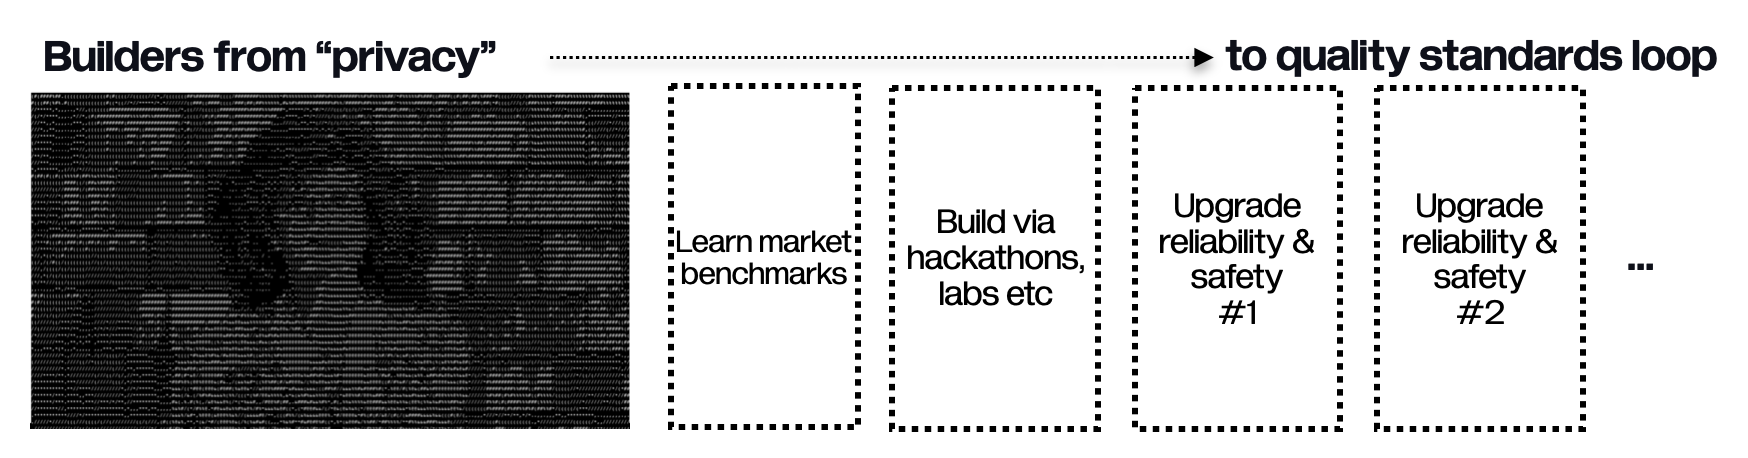 Builders from “privacy”
to quality standards loop
Learn market
benchmarks
Build via
hackathons,
labs etc
Upgrade
reliability &
safety
#1
Upgrade
reliability &
safety
#2
...